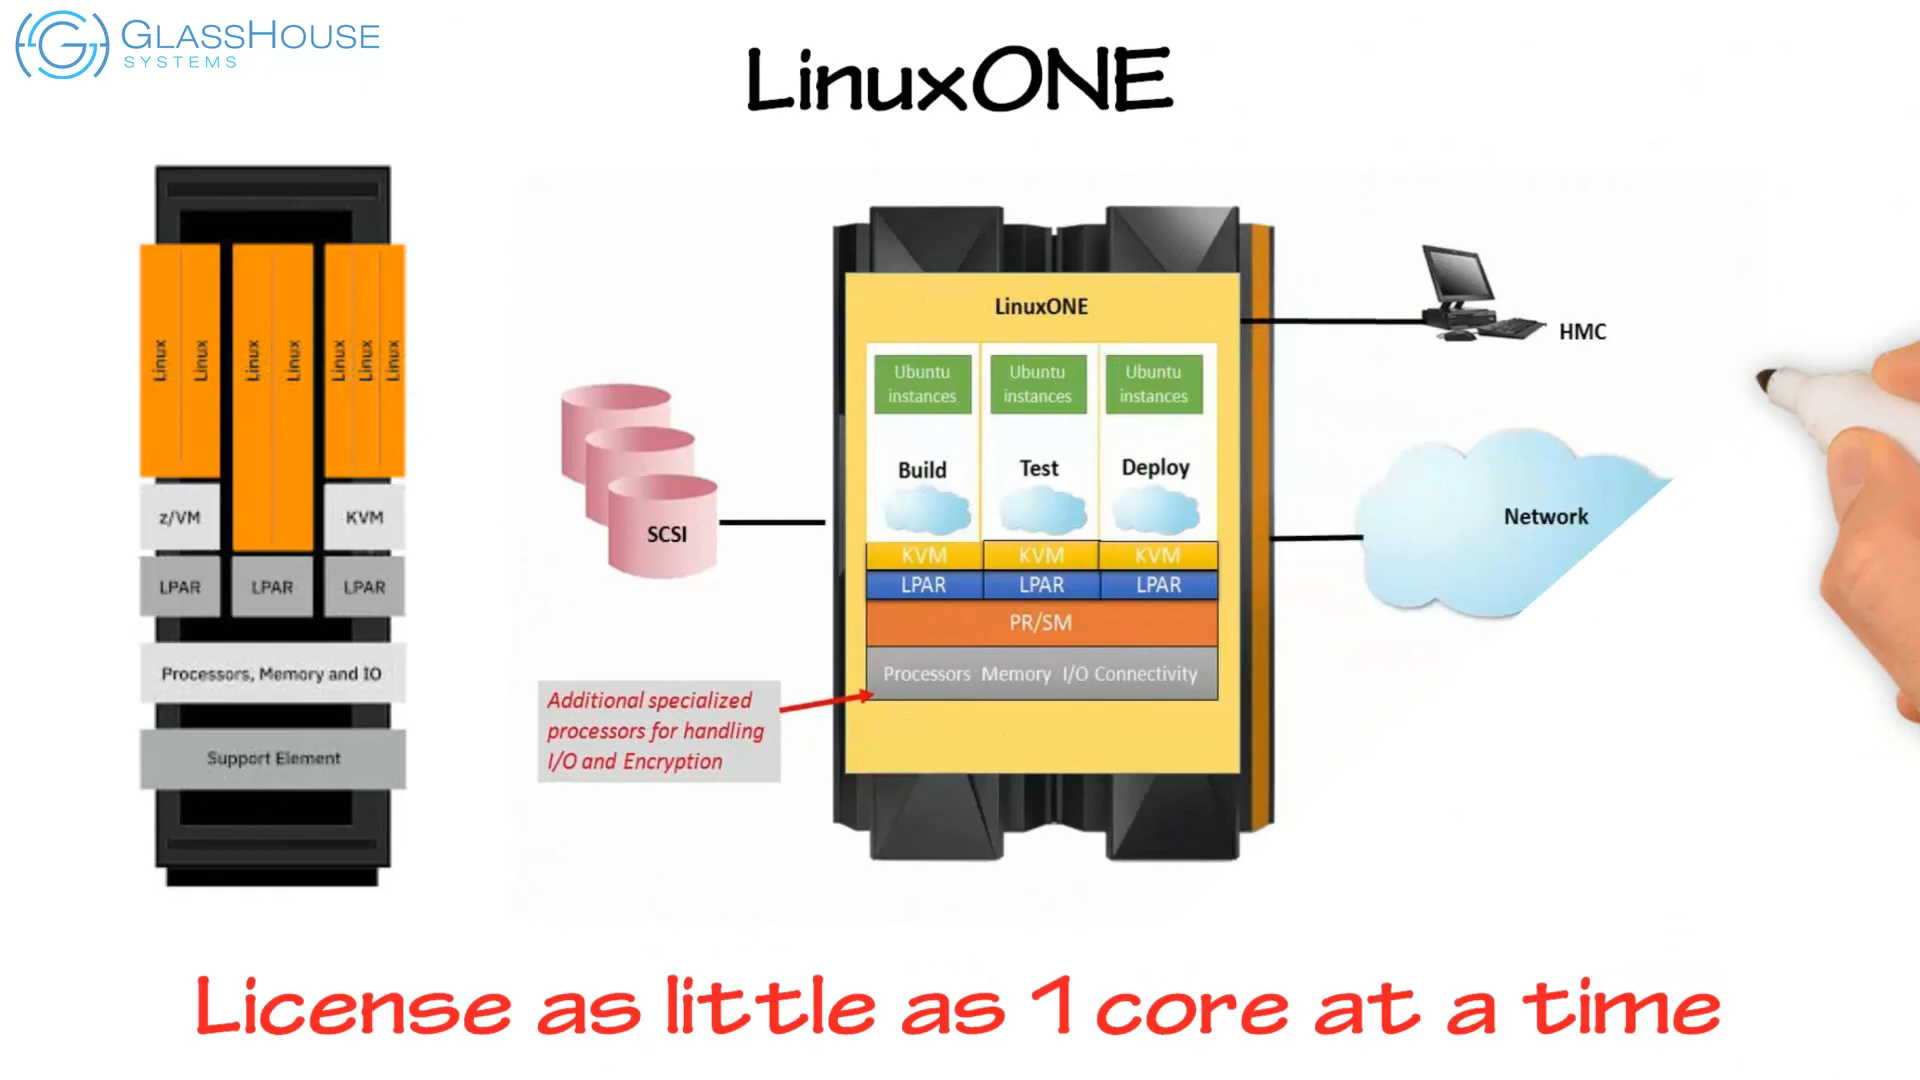 GLASSHOUSE
SYSTEMS
LinuxONE
Linux
Linux
Linux
Linux
Linux
Linux
Linux
z/VM
KVM
LPAR
LPAR
LPAR
Processors, Memory and IO
Support Element
SCSI
Additional specialized
processors for handling
I/O and Encryption
LinuxONE
Ubuntu
instances
Ubuntu
instances
Ubuntu
instances
Build
Test
Deploy
KVM
KVM
KVM
LPAR
LPAR
LPAR
PR/SM
Processors Memory I/O Connectivity
HMC
Network
License as little as 1 core at a time